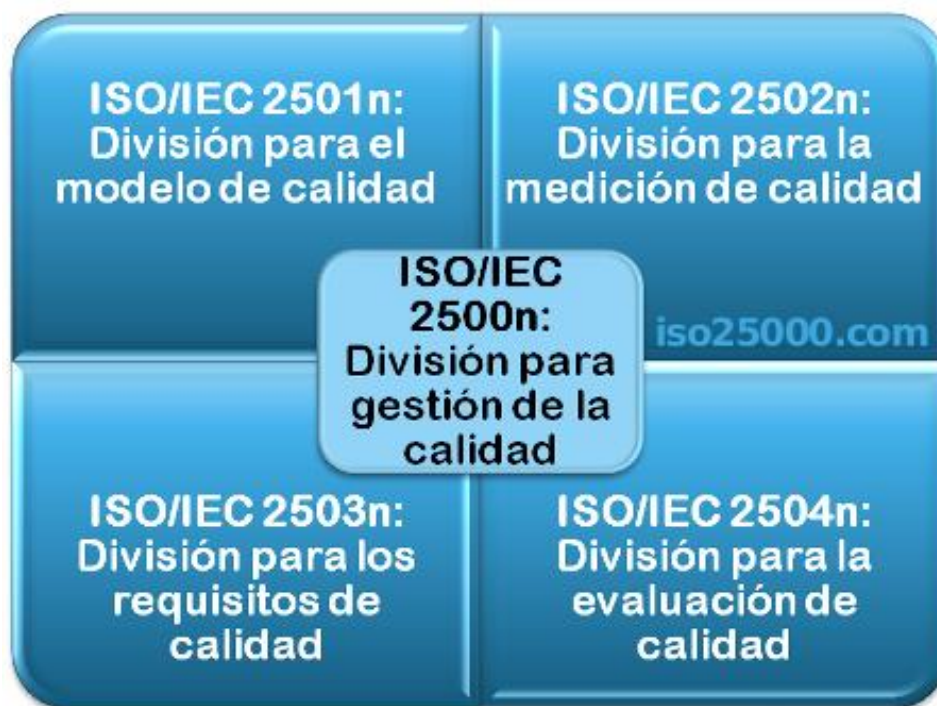 ISO/IEC 2501n:
División para el
modelo de calidad
ISO/IEC 2502n:
División para la
medición de calidad
ISO/IEC
2500n:
División para
gestión de la
calidad
iso25000.com
ISO/IEC 2503n:
División para los
requisitos de
calidad
ISO/IEC 2504n:
División para la
evaluación de
calidad